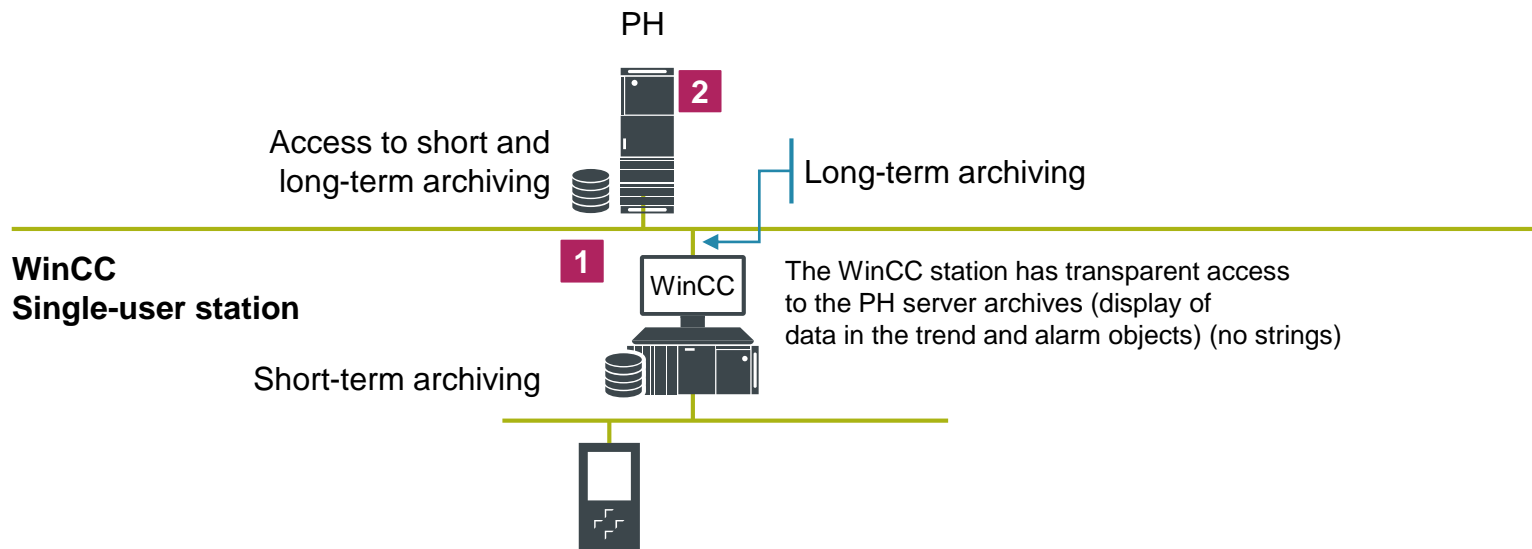 PH
2
Access to short and
long-term archiving
Long-term archiving
1
WinCC
Single-user station
WinCC
The WinCC station has transparent access
to the PH server archives (display of
data in the trend and alarm objects) (no strings)
Short-term archiving